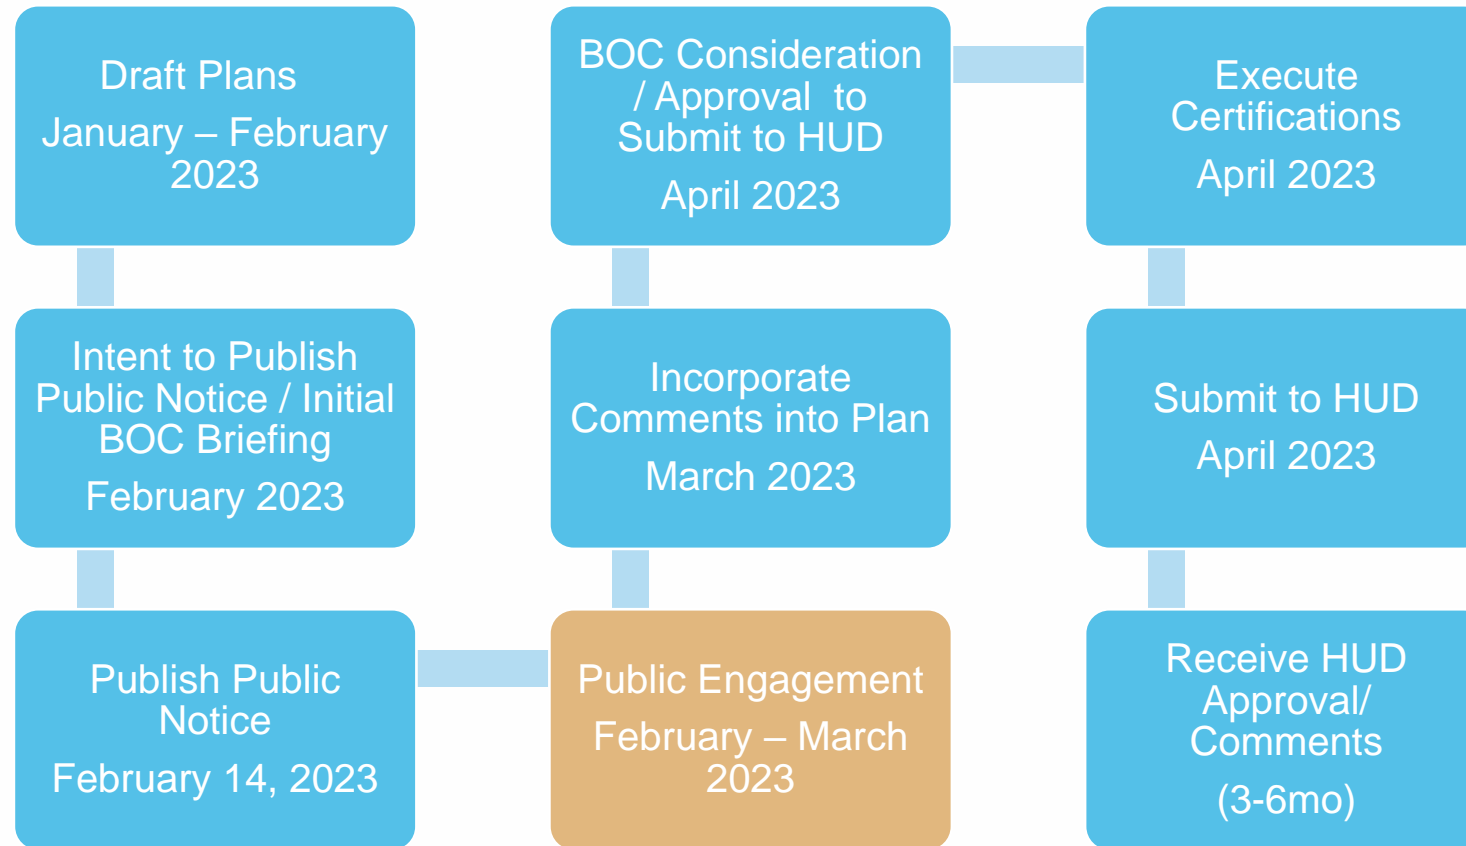 Draft Plans
January – February
2023
Intent to Publish
Public Notice / Initial
BOC Briefing
February 2023
Publish Public
Notice
February 14, 2023
Public Engagement
February – March
2023
Incorporate
Comments into Plan
March 2023
BOC Consideration
/ Approval to
Submit to HUD
April 2023
Execute
Certifications
April 2023
Submit to HUD
April 2023
Receive HUD
Approval/
Comments
(3-6mo)